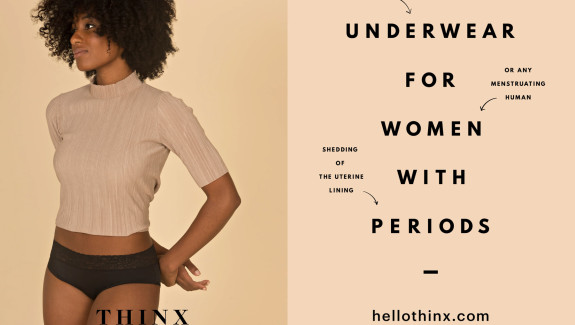 THINX
UNDERWEAR
FOR
OR ANY
MENSTRUATING
HUMAN
WOMEN
SHEDDING
OF
THE UTERINE
LINING
WITH
PERIODS
hellothinx.com